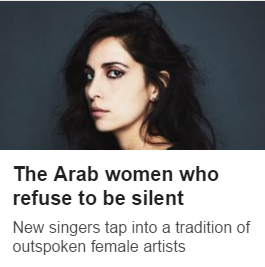 The Arab women who
refuse to be silent
New singers tap into a tradition of
outspoken female artists